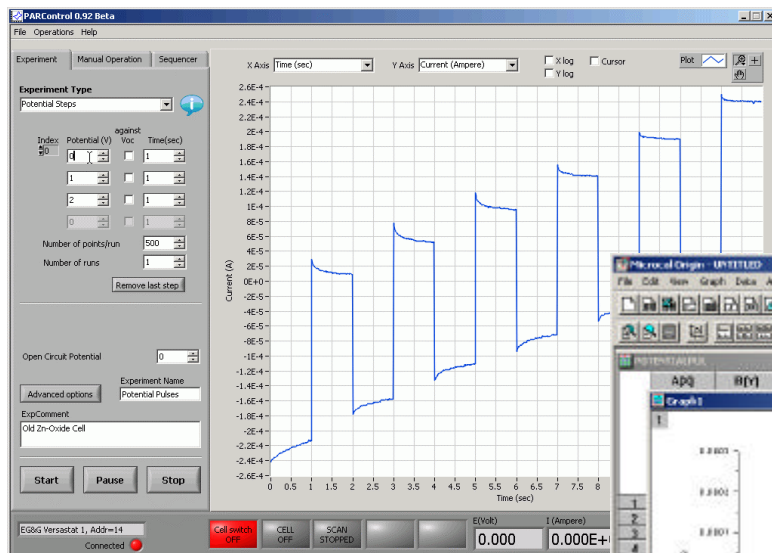 PARControl 0.92 Beta
File Operations Help
Experiment Manual Operation Sequencer
Experiment Type
Potential Steps
against
Index Potential (V) Voc Time(sec)
0 0 1
1 1
2 1
0 1
Number of points/run 500
Number of runs 1
Remove last step
Open Circuit Potential 0
Experiment Name
Advanced options Potential Pulses
ExpComment
Old Zn-Oxide Cell
Start Pause Stop
EG&G Versastat 1, Addr=14
Connected
X Axis Time (sec) Y Axis Current (Ampere) X log Cursor Plot
Y log
2.6E-4
2.4E-4
2.2E-4
2E-4
1.8E-4
1.6E-4
1.4E-4
1.2E-4
1E-4
8E-5
6E-5
4E-5
2E-5
0E+0
-2E-5
-4E-5
-6E-5
-8E-5
-1E-4
-1.2E-4
-1.4E-4
-1.6E-4
-1.8E-4
-2E-4
-2.2E-4
-2.4E-4
-2.6E-4
Current (A)
0 0.5 1 1.5 2 2.5 3 3.5 4 4.5 5 5.5 6 6.5 7 7.5 8
Time (sec)
Cell switch OFF CELL OFF SCAN STOPPED
E(Volt) I (Ampere)
0.000 0.000E+
Microcal Origin - UNTITLED
File Edit View Graph Data
POTENTIALPUL
A[X] B[Y]
Graph1
1
1
2
3
4